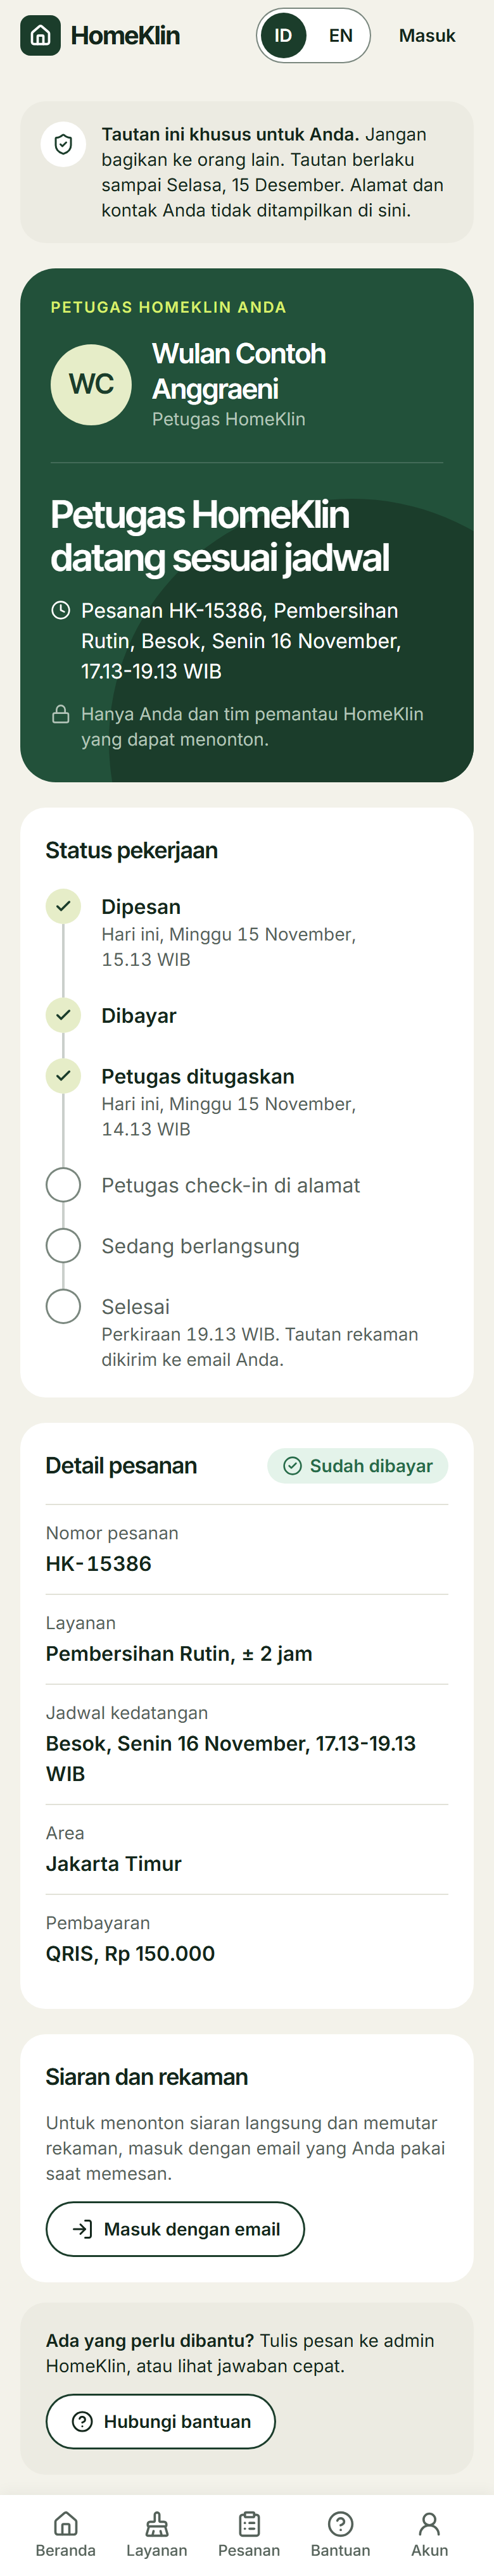 HomeKlin
ID
EN
Masuk
Tautan ini khusus untuk Anda. Jangan
bagikan ke orang lain. Tautan berlaku
sampai Selasa, 15 Desember. Alamat dan
kontak Anda tidak ditampilkan di sini.
PETUGAS HOMEKLIN ANDA
WC
Wulan Contoh
Anggraeni
Petugas HomeKlin
Petugas HomeKlin
datang sesuai jadwal
Pesanan HK-15386, Pembersihan
Rutin, Besok, Senin 16 November,
17.13-19.13 WIB
Hanya Anda dan tim pemantau HomeKlin
yang dapat menonton.
Status pekerjaan
Dipesan
Hari ini, Minggu 15 November,
15.13 WIB
Dibayar
Petugas ditugaskan
Hari ini, Minggu 15 November,
14.13 WIB
Petugas check-in di alamat
Sedang berlangsung
Selesai
Perkiraan 19.13 WIB. Tautan rekaman
dikirim ke email Anda.
Detail pesanan
Sudah dibayar
Nomor pesanan
HK-15386
Layanan
Pembersihan Rutin, ± 2 jam
Jadwal kedatangan
Besok, Senin 16 November, 17.13-19.13
WIB
Area
Jakarta Timur
Pembayaran
QRIS, Rp 150.000
Siaran dan rekaman
Untuk menonton siaran langsung dan memutar
rekaman, masuk dengan email yang Anda pakai
saat memesan.
Masuk dengan email
Ada yang perlu dibantu? Tulis pesan ke admin
HomeKlin, atau lihat jawaban cepat.
Hubungi bantuan
Beranda
Layanan
Pesanan
Bantuan
Akun